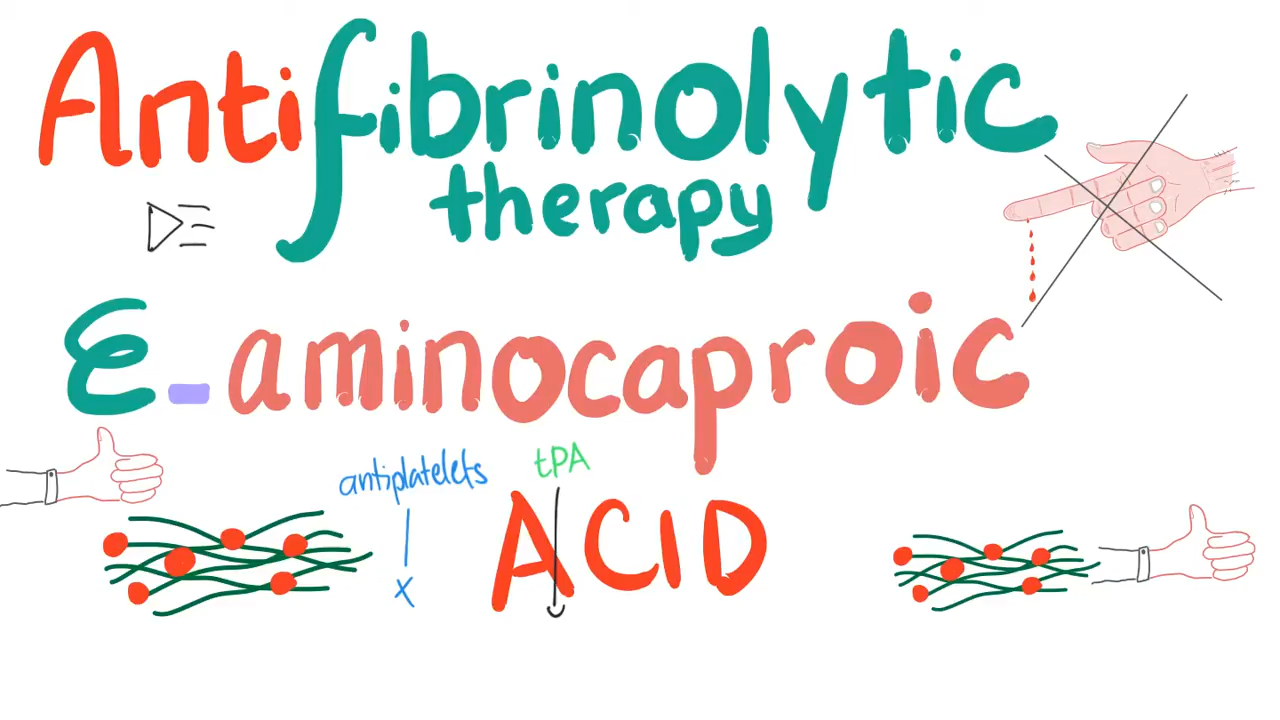 Antifibrinolytic
therapy
ε-aminocaproic
antiplatelets
tPA
ACID
x